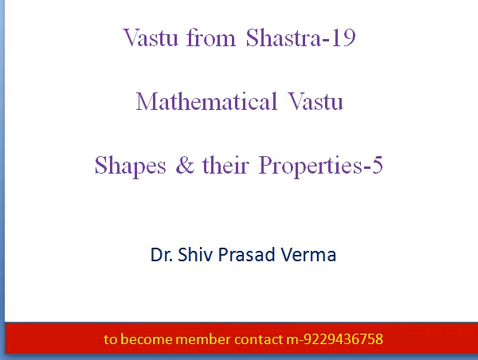 Vastu from Shastra-19
Mathematical Vastu
Shapes & their Properties-5
Dr. Shiv Prasad Verma
to become member contact m-9229436758